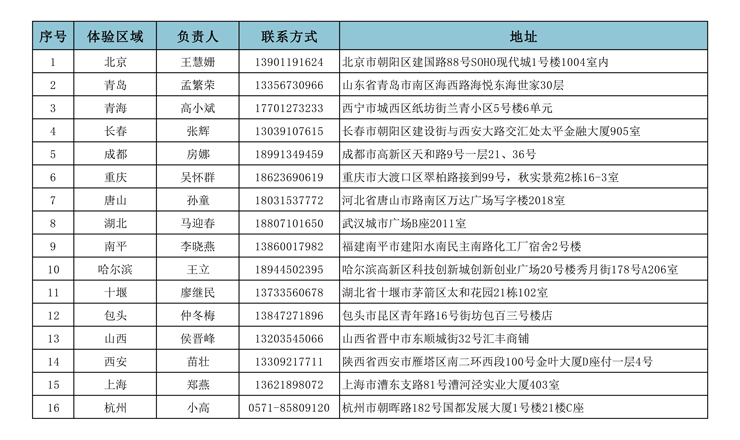 序号 体验区域 负责人 联系方式 地址
1 北京 王慧姗 13901191624 北京市朝阳区建国路88号SOHO现代城1号楼1004室内
2 青岛 孟繁荣 13356730966 山东省青岛市南区海西路海悦东海世家30层
3 青海 高小斌 17701273233 西宁市城西区纸坊街兰青小区5号楼6单元
4 长春 张辉 13039107615 长春市朝阳区建设街与西安大路交汇处太平金融大厦905室
5 成都 房娜 18991349459 成都市高新区天和路9号一层21、36号
6 重庆 吴怀群 18623690619 重庆市大渡口区翠柏路接到99号，秋实景苑2栋16-3室
7 唐山 孙童 18031537772 河北省唐山市路南区万达广场写字楼2018室
8 湖北 马迎春 18807101650 武汉城市广场B座2011室
9 南平 李晓燕 13860017982 福建南平市建阳水南民主南路化工厂宿舍2号楼
10 哈尔滨 王立 18944502395 哈尔滨高新区科技创新城创新创业广场20号楼秀月街178号A206室
11 十堰 廖继民 13733560678 湖北省十堰市茅箭区太和花园21栋102室
12 包头 仲冬梅 13847271896 包头市昆区青年路16号街坊包百三号楼店
13 山西 侯晋峰 13203545066 山西省晋中市东顺城街32号汇丰商铺
14 西安 苗壮 13309217711 陕西省西安市雁塔区南二环西段100号金叶大厦D座付一层4号
15 上海 郑燕 13621898072 上海市漕东支路81号漕河泾实业大厦403室
16 杭州 小高 0571-85809120 杭州市朝晖路182号国都发展大厦1号楼21楼C座